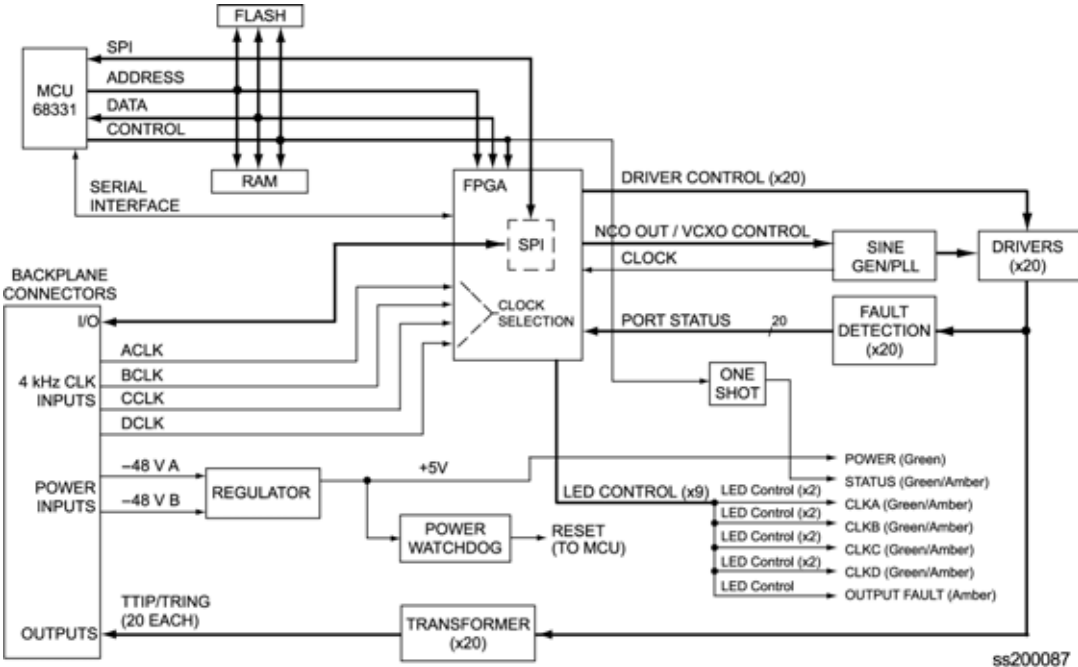 FLASH
SPI
ADDRESS
MCU
68331
DATA
CONTROL
RAM
SERIAL
INTERFACE
FPGA
SPI
DRIVER CONTROL (x20)
NCO OUT / VCXO CONTROL
CLOCK
SINE
GEN/PLL
DRIVERS
(x20)
BACKPLANE
CONNECTORS
I/O
CLOCK
SELECTION
PORT STATUS
20
FAULT
DETECTION
(x20)
ACLK
BCLK
4 kHz CLK
INPUTS
CCLK
DCLK
ONE
SHOT
–48 V A
POWER
INPUTS
–48 V B
REGULATOR
+5V
POWER (Green)
STATUS (Green/Amber)
LED CONTROL (x9)
LED Control (x2)
CLKA (Green/Amber)
LED Control (x2)
CLKB (Green/Amber)
LED Control (x2)
CLKC (Green/Amber)
LED Control (x2)
CLKD (Green/Amber)
LED Control
OUTPUT FAULT (Amber)
POWER
WATCHDOG
RESET
(TO MCU)
TTIP/TRING
(20 EACH)
OUTPUTS
TRANSFORMER
(x20)
ss200087